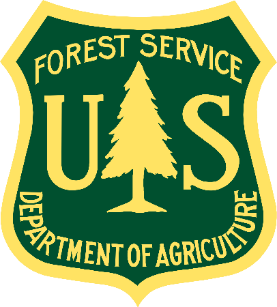 FOREST SERVICE
U S
DEPARTMENT OF AGRICULTURE